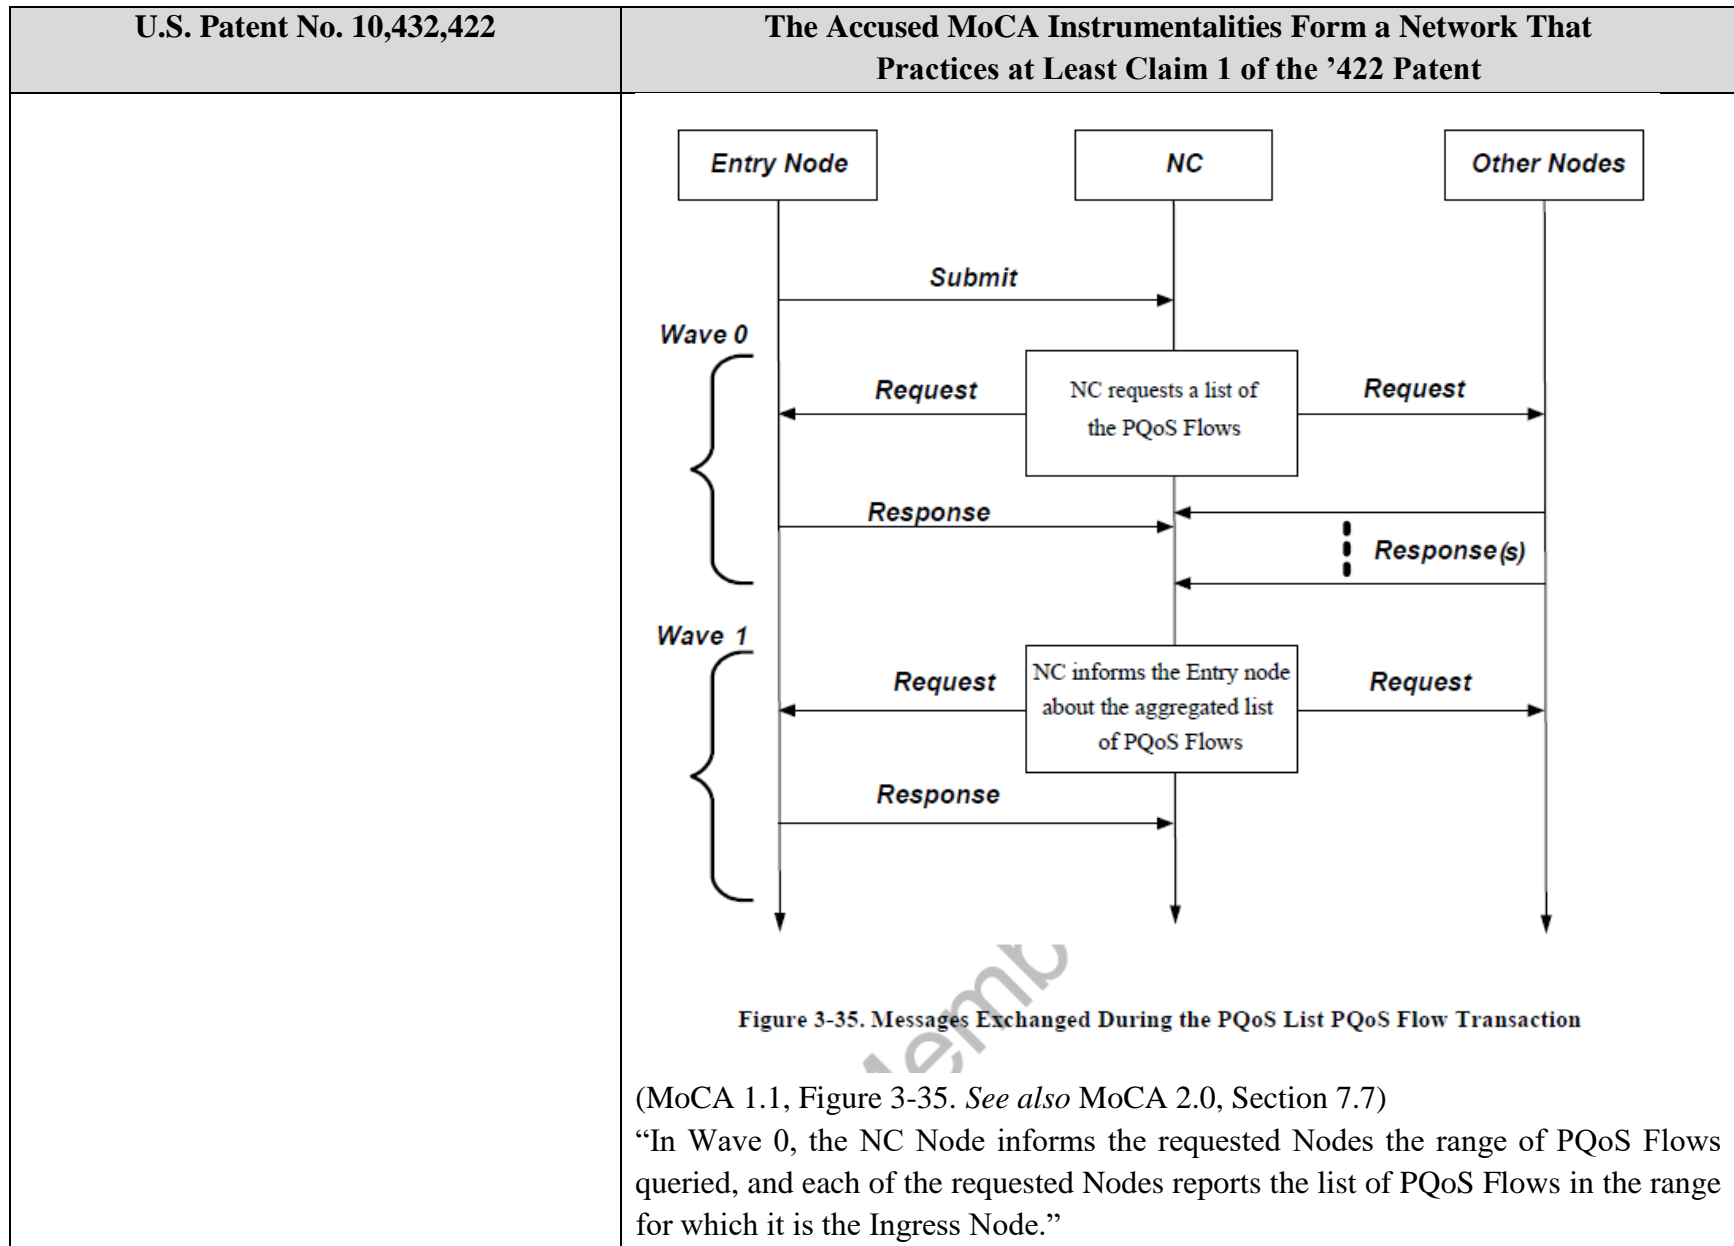 U.S. Patent No. 10,432,422
The Accused MoCA Instrumentalities Form a Network That
Practices at Least Claim 1 of the ’422 Patent
Entry Node
NC
Other Nodes
Submit
Wave 0
Request
NC requests a list of
the PQoS Flows
Request
Response
Response(s)
Wave 1
Request
NC informs the Entry node
about the aggregated list
of PQoS Flows
Request
Response
Figure 3-35. Messages Exchanged During the PQoS List PQoS Flow Transaction
(MoCA 1.1, Figure 3-35. See also MoCA 2.0, Section 7.7)
“In Wave 0, the NC Node informs the requested Nodes the range of PQoS Flows
queried, and each of the requested Nodes reports the list of PQoS Flows in the range
for which it is the Ingress Node.”